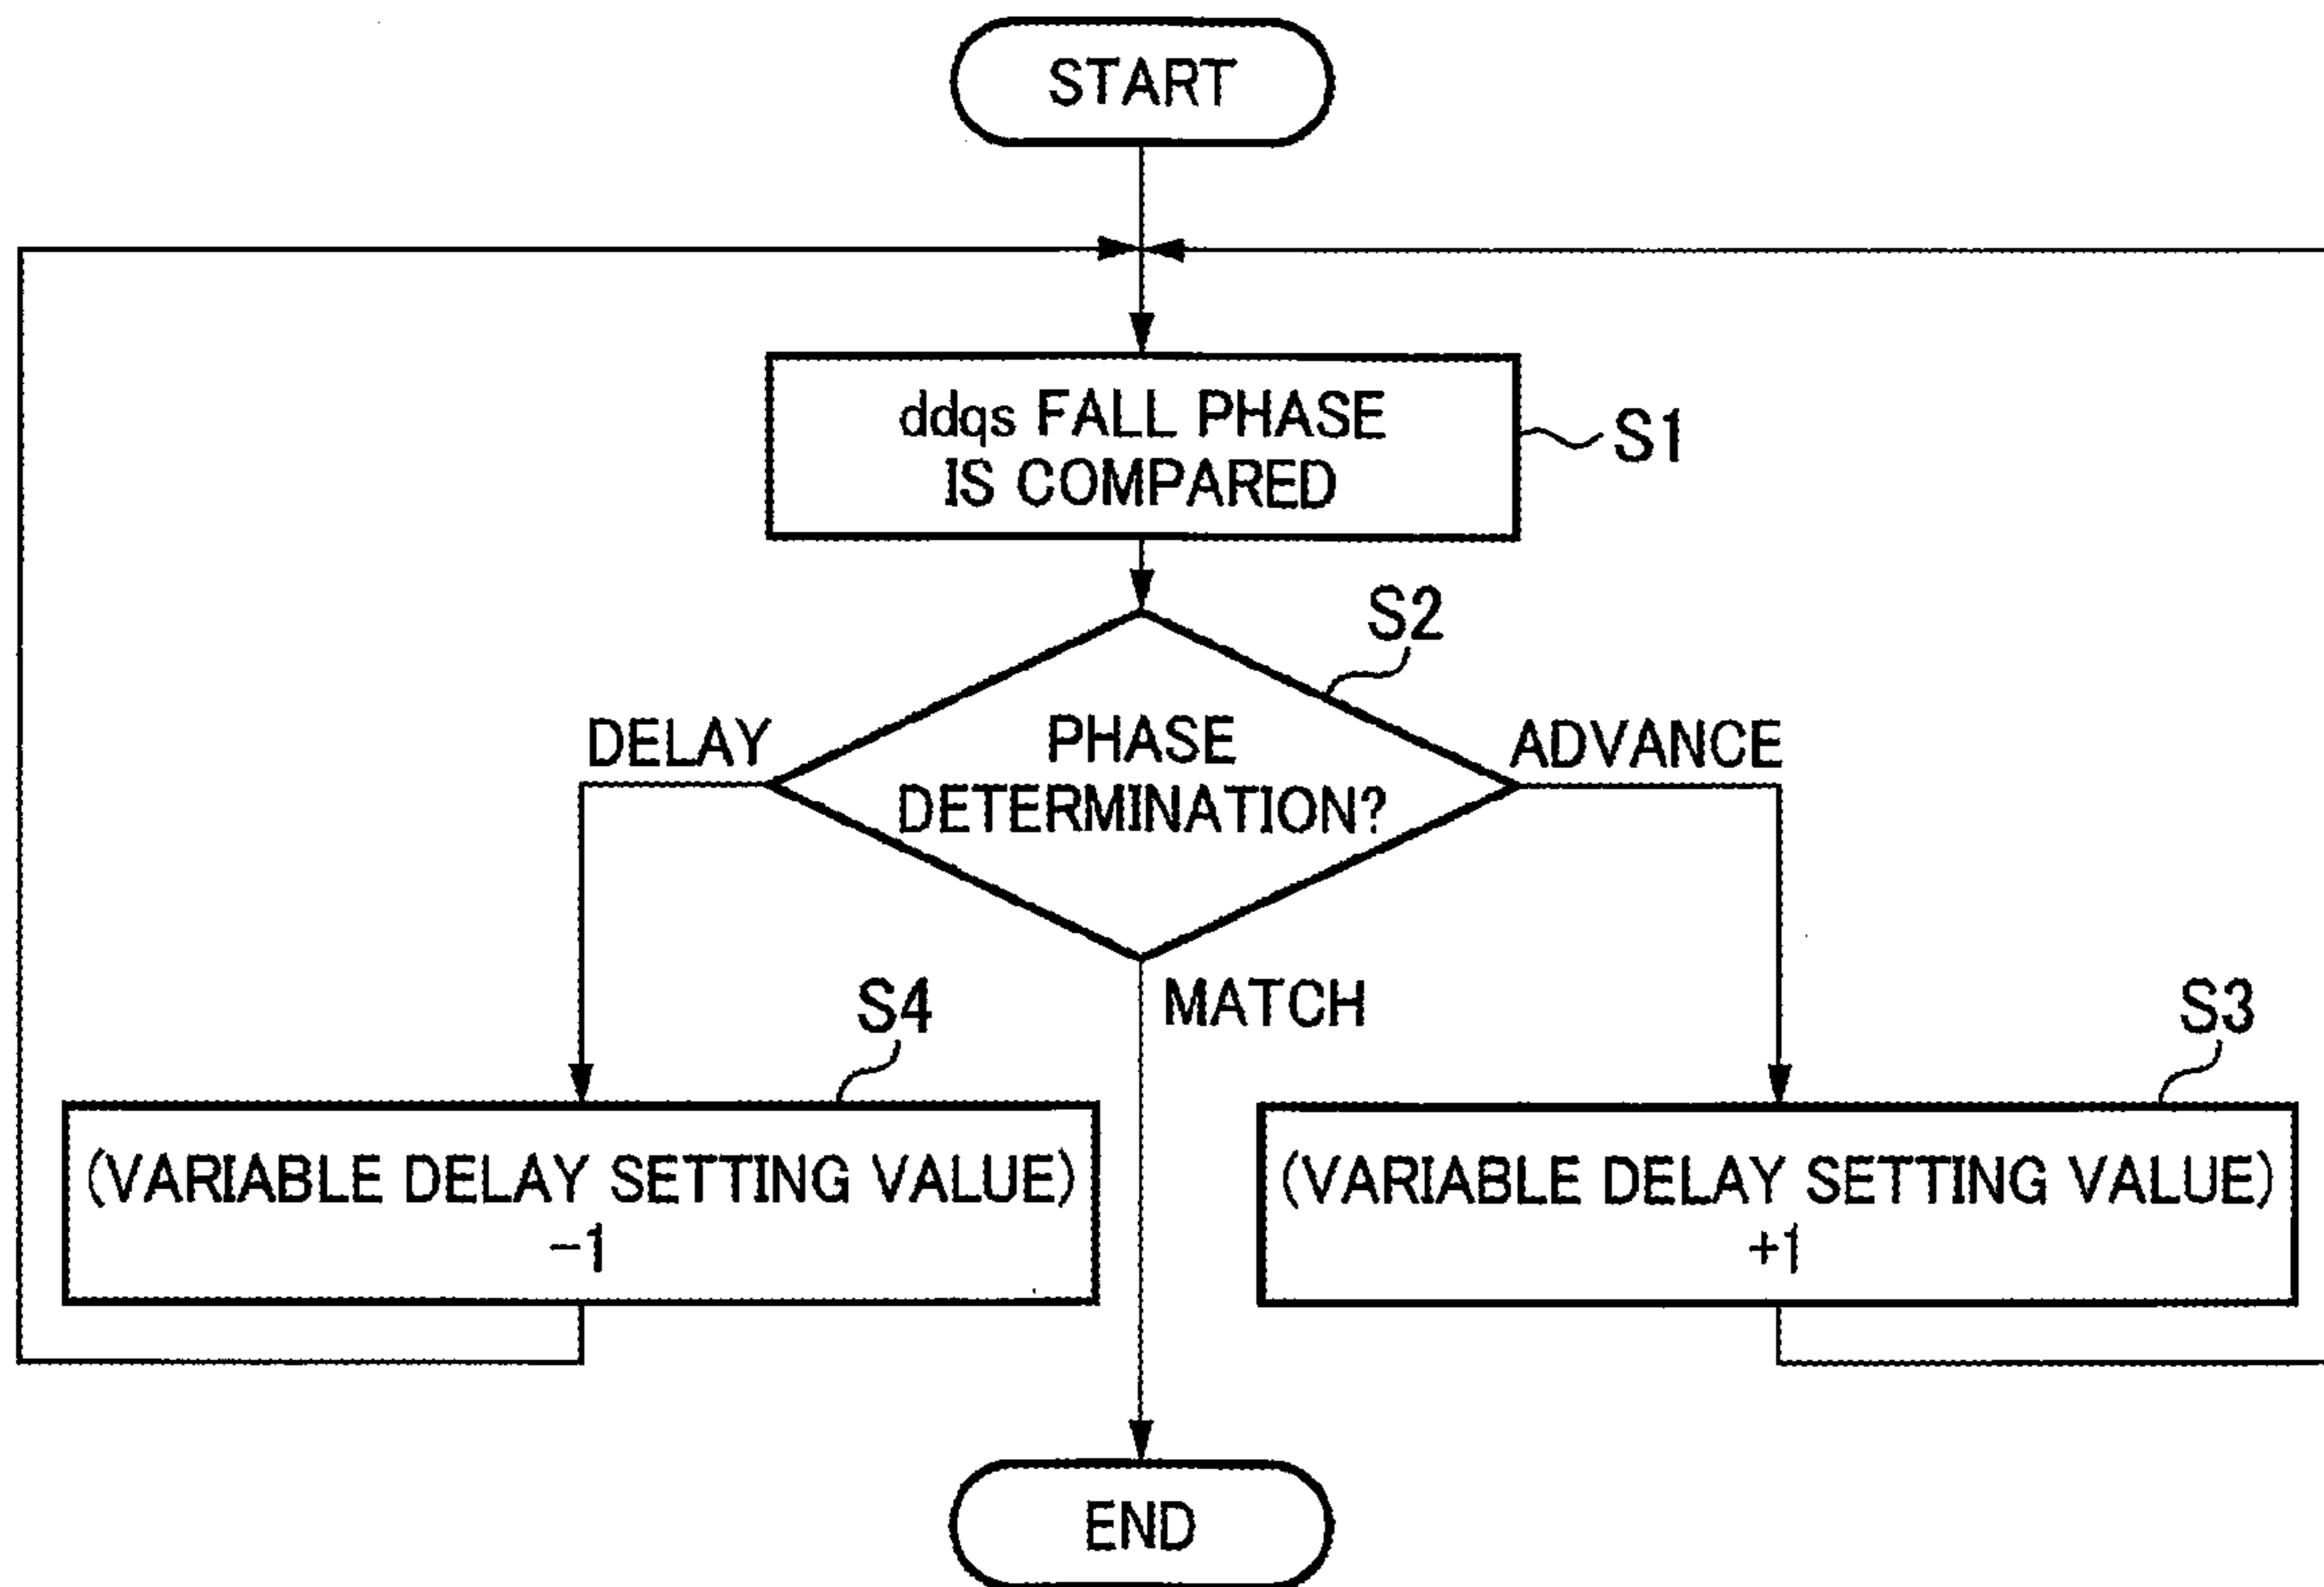 START
ddqs FALL PHASE
IS COMPARED
S1
S2
PHASE
DETERMINATION?
DELAY
ADVANCE
MATCH
S4
(VARIABLE DELAY SETTING VALUE)
−1
S3
(VARIABLE DELAY SETTING VALUE)
+1
END